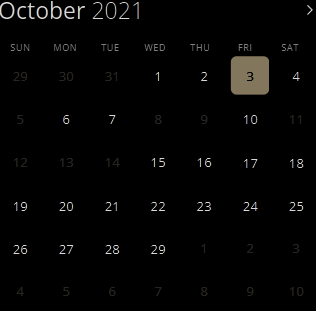 October 2021 >
SUN MON TUE WED THU FRI SAT
29 30 31 1 2 3 4
5 6 7 8 9 10 11
12 13 14 15 16 17 18
19 20 21 22 23 24 25
26 27 28 29 1 2 3
4 5 6 7 8 9 10